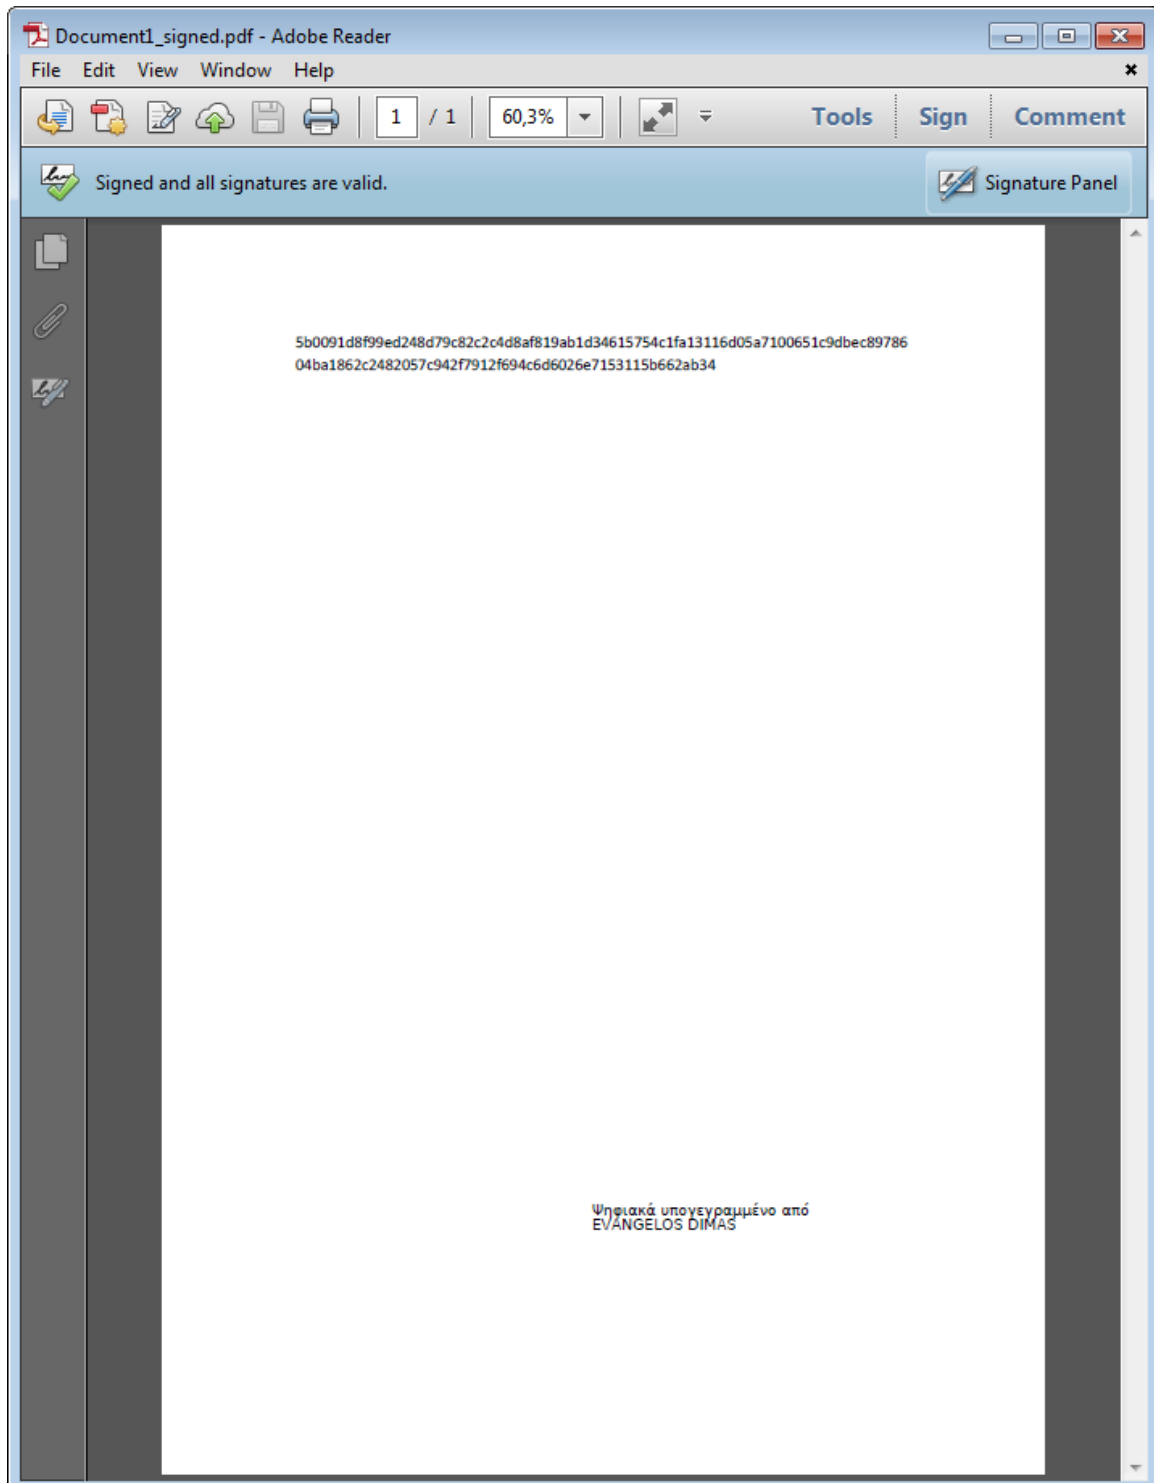 Document1_signed.pdf - Adobe Reader
File Edit View Window Help
1 / 1 60,3% Tools Sign Comment
Signed and all signatures are valid. Signature Panel
5b0091d8f99ed248d79c82c2c4d8af819ab1d34615754c1fa13116d05a7100651c9dbec89786
04ba1862c2482057c942f7912f694c6d6026e7153115b662ab34
Ψηφιακά υπογεγραμμένο από
EVANGELOS DIMAS